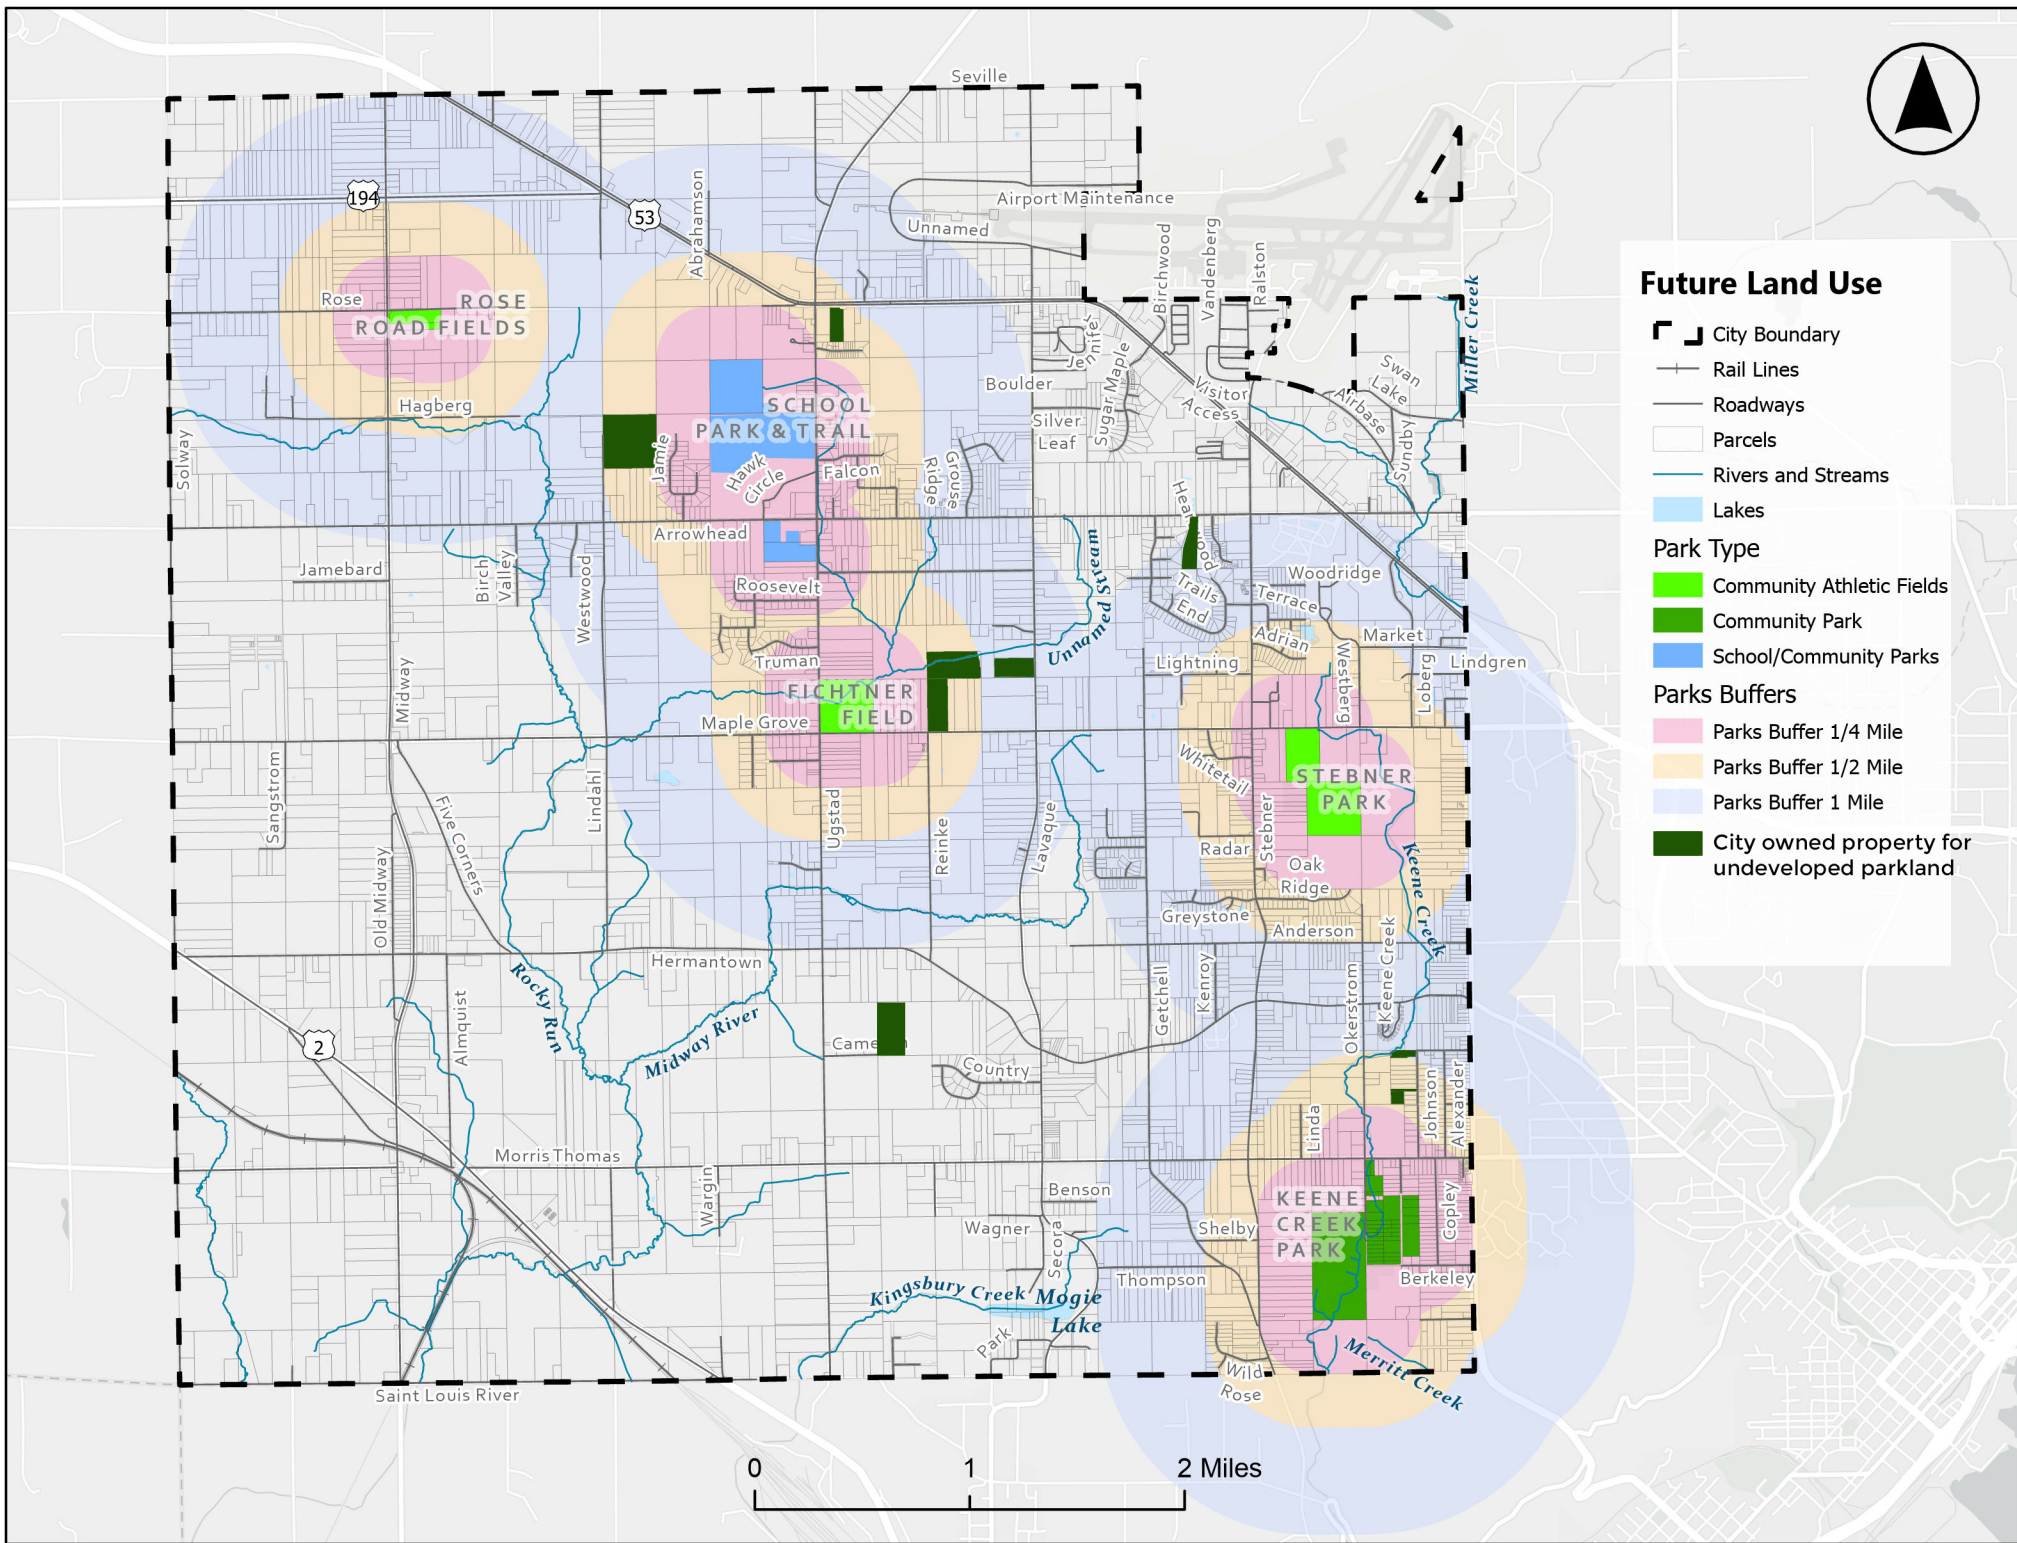 Seville
194
53
Abrahamson
Airport Maintenance
Unnamed
Birchwood
Vandenberg
Ralston
Miller Creek
Rose
ROSE
ROAD FIELDS
Jennifer
Boulder
Sugar Maple
Visitor
Access
Swan
Lake
Airbase
Sundby
Hagberg
Solway
SCHOOL
PARK & TRAIL
Silver
Leaf
Jamie
Hawk
Circle
Falcon
Grouse
Ridge
Arrowhead
Roosevelt
Jamebard
Birch
Valley
Westwood
Unnamed Stream
Trails
End
Woodridge
Terrace
Adrian
Market
Westberg
Loberg
Lindgren
Lightning
Truman
Midway
FICHTNER
FIELD
Maple Grove
Whitetail
STEBNER
PARK
Sangstrom
Five Corners
Lindahl
Ugstad
Reinke
Lavaque
Radar
Stebner
Oak
Ridge
Keene Creek
Old Midway
Greystone
Anderson
Hermantown
Rocky Run
Midway River
Almquist
2
Getchell
Kenroy
Okerstrom
Keene Creek
Country
Johnson
Alexander
Linda
Morris Thomas
Wargin
Benson
Wagner
Secora
Shelby
KEENE
CREEK
PARK
Copley
Berkeley
Thompson
Kingsbury Creek
Mogie
Lake
Park
Wild
Rose
Merritt Creek
Saint Louis River
0
1
2 Miles
Future Land Use
City Boundary
Rail Lines
Roadways
Parcels
Rivers and Streams
Lakes
Park Type
Community Athletic Fields
Community Park
School/Community Parks
Parks Buffers
Parks Buffer 1/4 Mile
Parks Buffer 1/2 Mile
Parks Buffer 1 Mile
City owned property for
undeveloped parkland